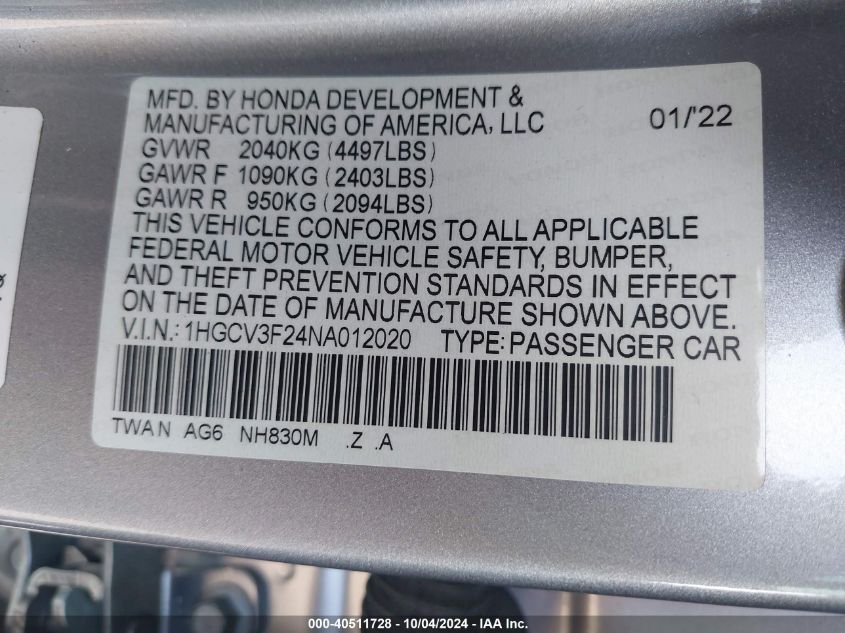 MFD. BY HONDA DEVELOPMENT &
MANUFACTURING OF AMERICA, LLC 01/'22
GVWR 2040KG (4497LBS)
GAWR F 1090KG (2403LBS)
GAWR R 950KG (2094LBS)
THIS VEHICLE CONFORMS TO ALL APPLICABLE
FEDERAL MOTOR VEHICLE SAFETY, BUMPER,
AND THEFT PREVENTION STANDARDS IN EFFECT
ON THE DATE OF MANUFACTURE SHOWN ABOVE.
V.I.N.: 1HGCV3F24NA012020 TYPE: PASSENGER CAR
TWA N AG6 NH830M .Z .A
000-40511728 - 10/04/2024 - IAA Inc.